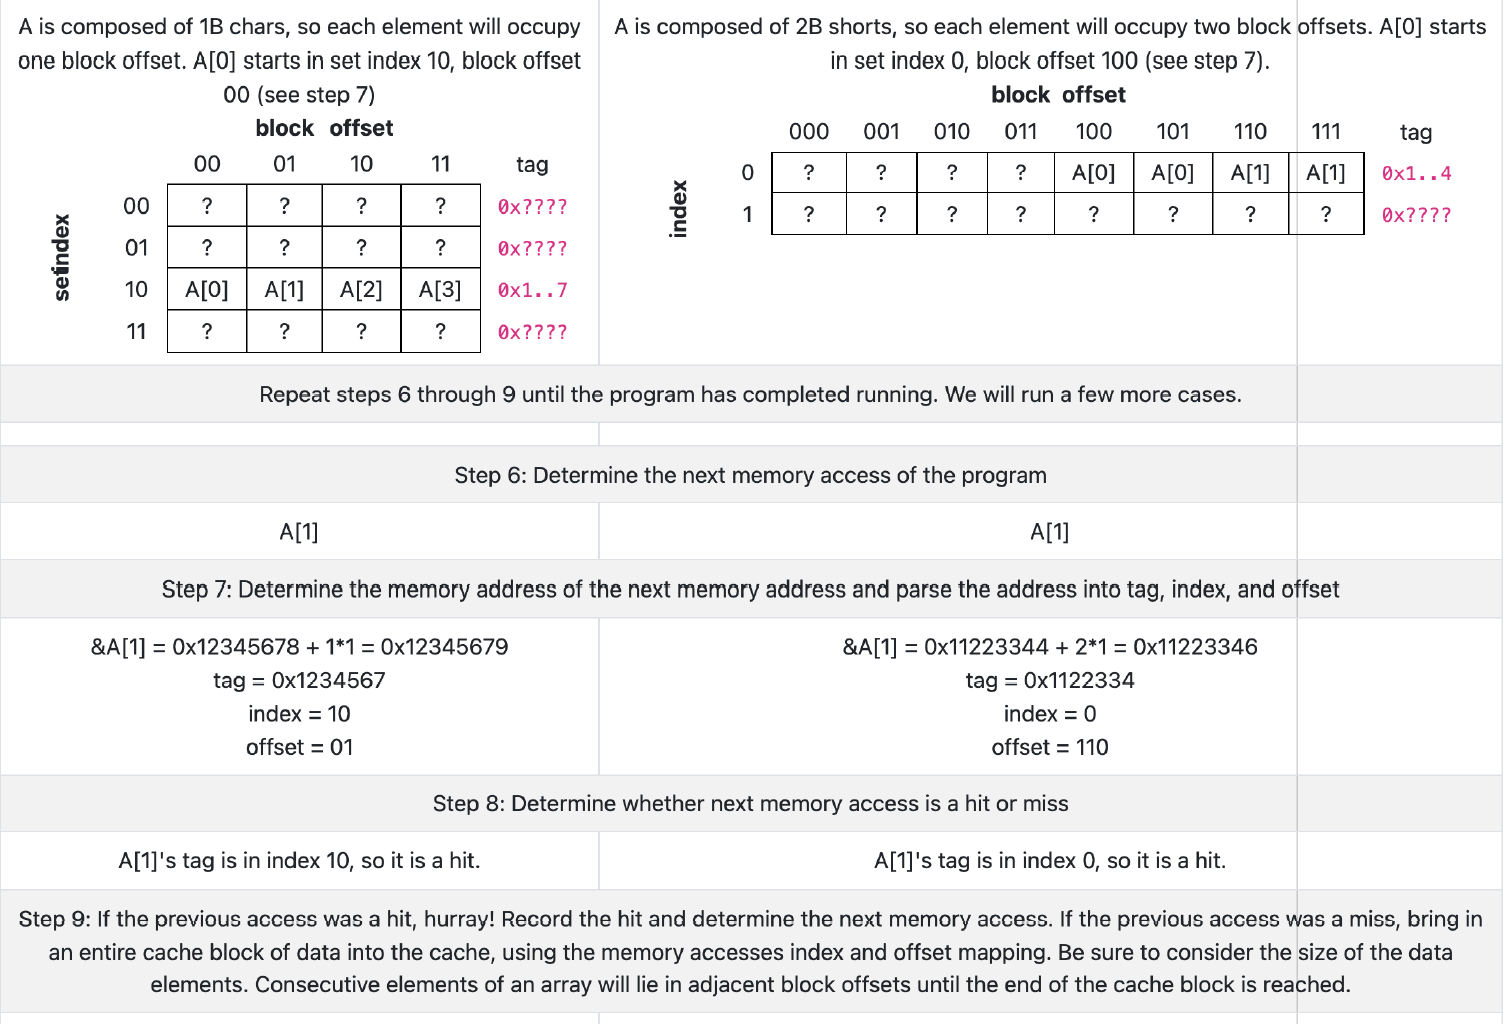 A is composed of 1B chars, so each element will occupy
one block offset. A[0] starts in set index 10, block offset
00 (see step 7)
block offset
00 01 10 11 tag
setindex
00 ? ? ? ? 0x????
01 ? ? ? ? 0x????
10 A[0] A[1] A[2] A[3] 0x1..7
11 ? ? ? ? 0x????
A is composed of 2B shorts, so each element will occupy two block offsets. A[0] starts
in set index 0, block offset 100 (see step 7).
block offset
000 001 010 011 100 101 110 111 tag
index
0 ? ? ? ? A[0] A[0] A[1] A[1] 0x1..4
1 ? ? ? ? ? ? ? ? 0x????
Repeat steps 6 through 9 until the program has completed running. We will run a few more cases.
Step 6: Determine the next memory access of the program
A[1]
A[1]
Step 7: Determine the memory address of the next memory address and parse the address into tag, index, and offset
&A[1] = 0x12345678 + 1*1 = 0x12345679
tag = 0x1234567
index = 10
offset = 01
&A[1] = 0x11223344 + 2*1 = 0x11223346
tag = 0x1122334
index = 0
offset = 110
Step 8: Determine whether next memory access is a hit or miss
A[1]'s tag is in index 10, so it is a hit.
A[1]'s tag is in index 0, so it is a hit.
Step 9: If the previous access was a hit, hurray! Record the hit and determine the next memory access. If the previous access was a miss, bring in
an entire cache block of data into the cache, using the memory accesses index and offset mapping. Be sure to consider the size of the data
elements. Consecutive elements of an array will lie in adjacent block offsets until the end of the cache block is reached.